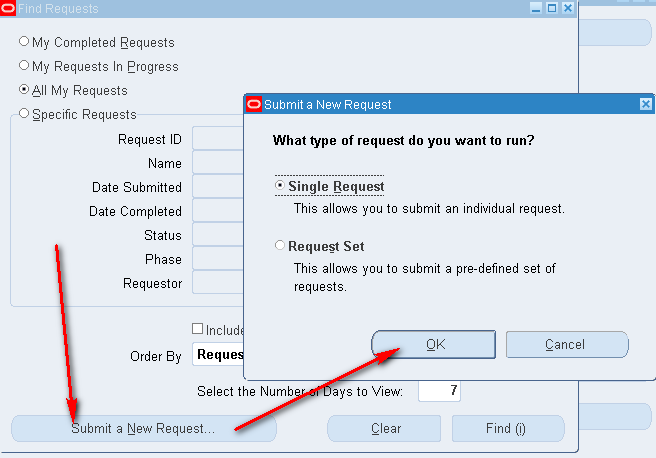 Find Requests
My Completed Requests
My Requests In Progress
All My Requests
Specific Requests
Request ID
Name
Date Submitted
Date Completed
Status
Phase
Requestor
Include
Order By
Reques
Select the Number of Days to View:
7
Submit a New Request...
Clear
Find (i)
Submit a New Request
What type of request do you want to run?
Single Request
This allows you to submit an individual request.
Request Set
This allows you to submit a pre-defined set of
requests.
OK
Cancel